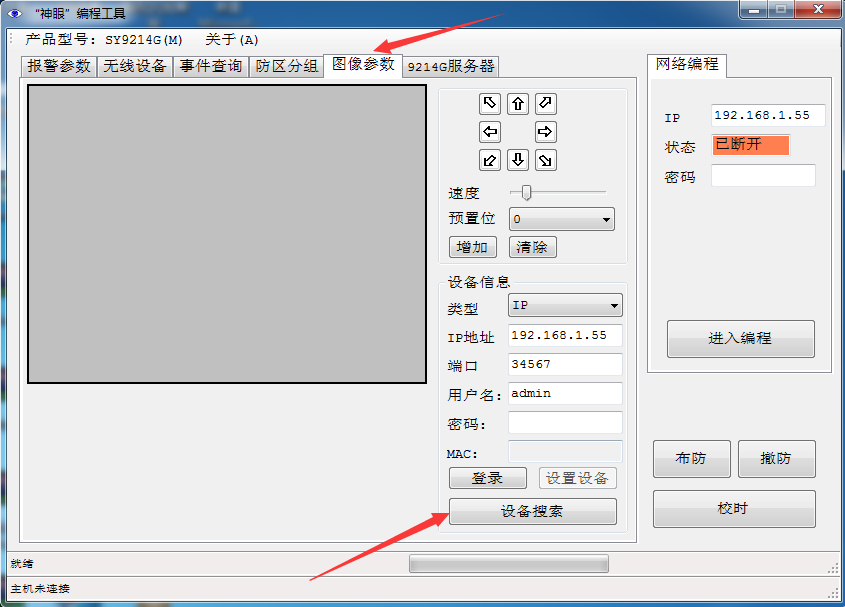 “神眼”编程工具
产品型号: SY9214G(M) 关于(A)
报警参数 无线设备 事件查询 防区分组 图像参数 9214G服务器
网络编程
IP 192.168.1.55
状态 已断开
密码
进入编程
布防 撤防
校时
速度
预置位 0
增加 清除
设备信息
类型 IP
IP地址 192.168.1.55
端口 34567
用户名: admin
密码:
MAC:
登录 设置设备
设备搜索
就绪
主机未连接